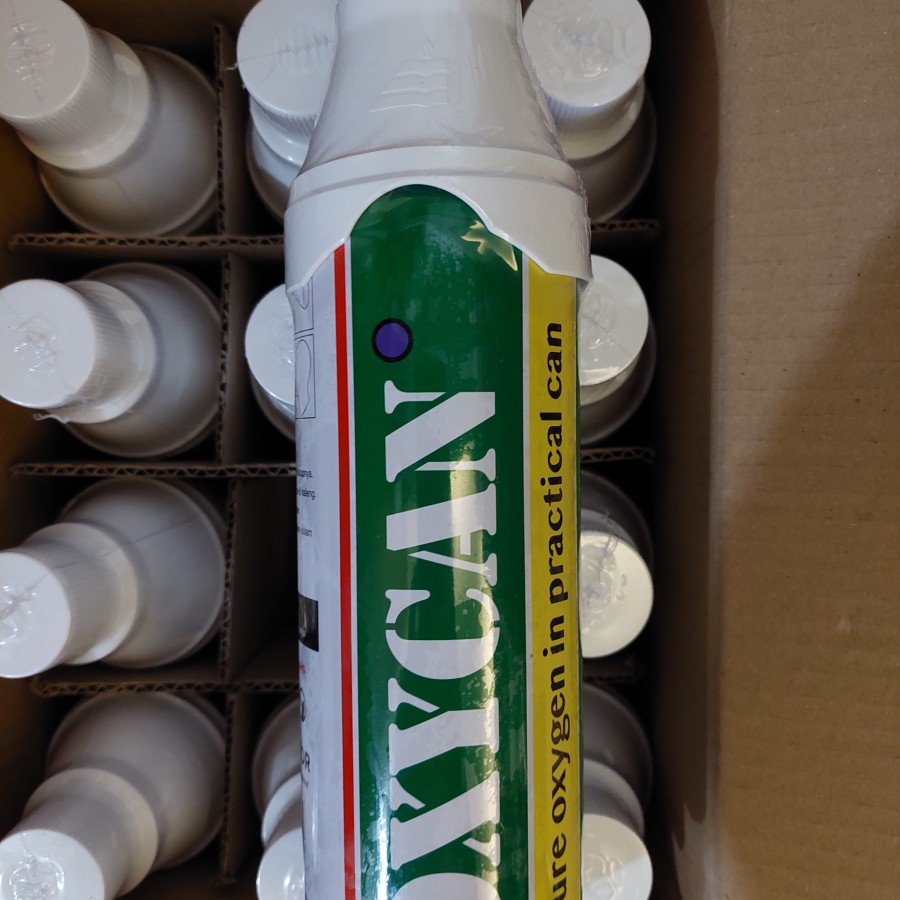 OXYCAN
ure oxygen in practical can